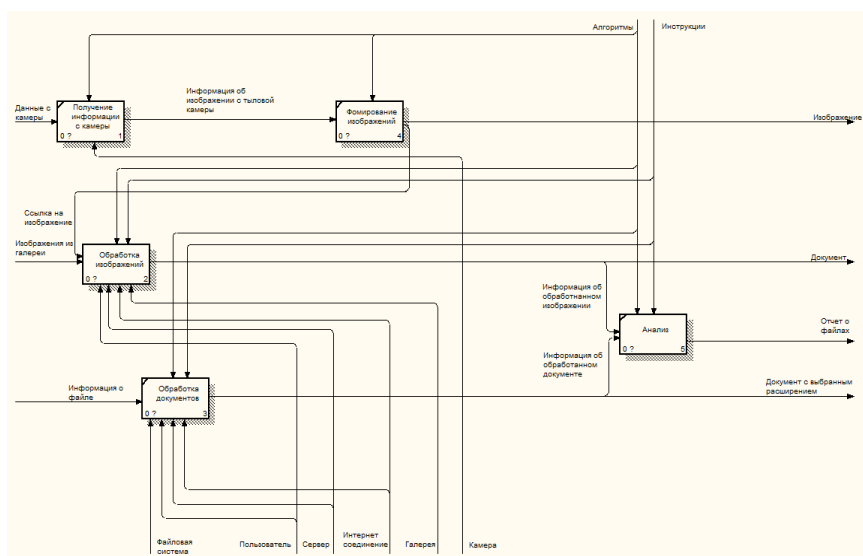 Алгоритмы
Инструкции
Данные с
камеры
Получение
информации
с камеры
0 ?
1
Информация об
изображении с тыловой
камеры
Фомирование
изображений
0 ?
4
Изображение
Ссылка на
изображение
Изображения из
галереи
Обработка
изображений
0 ?
2
Документ
Информация об
обработнанном
изображении
Анализ
0 ?
5
Отчет о
файлах
Информация об
обработанном
документе
Информация о
файле
Обработка
документов
0 ?
3
Документ с выбранным
расширением
Файловая
система
Пользователь
Сервер
Интернет
соединение
Галерея
Камера